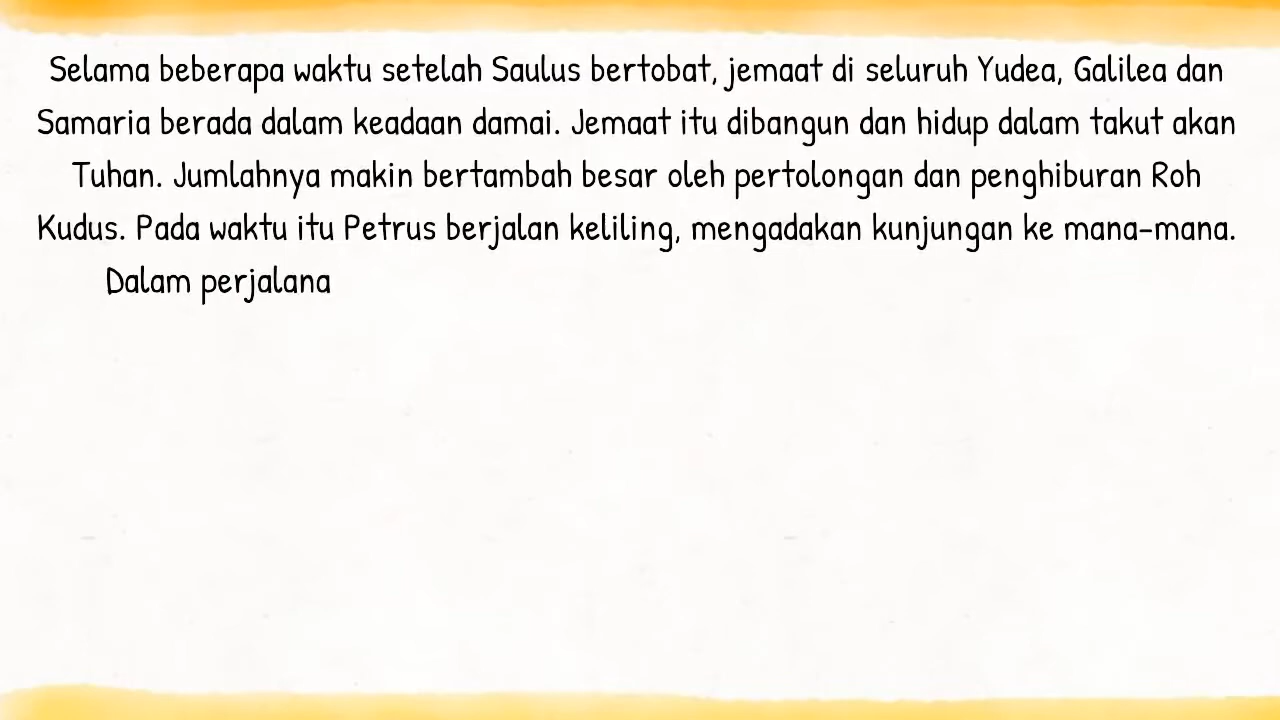 Selama beberapa waktu setelah Saulus bertobat, jemaat di seluruh Yudea, Galilea dan
Samaria berada dalam keadaan damai. Jemaat itu dibangun dan hidup dalam takut akan
Tuhan. Jumlahnya makin bertambah besar oleh pertolongan dan penghiburan Roh
Kudus. Pada waktu itu Petrus berjalan keliling, mengadakan kunjungan ke mana-mana.
Dalam perjalana